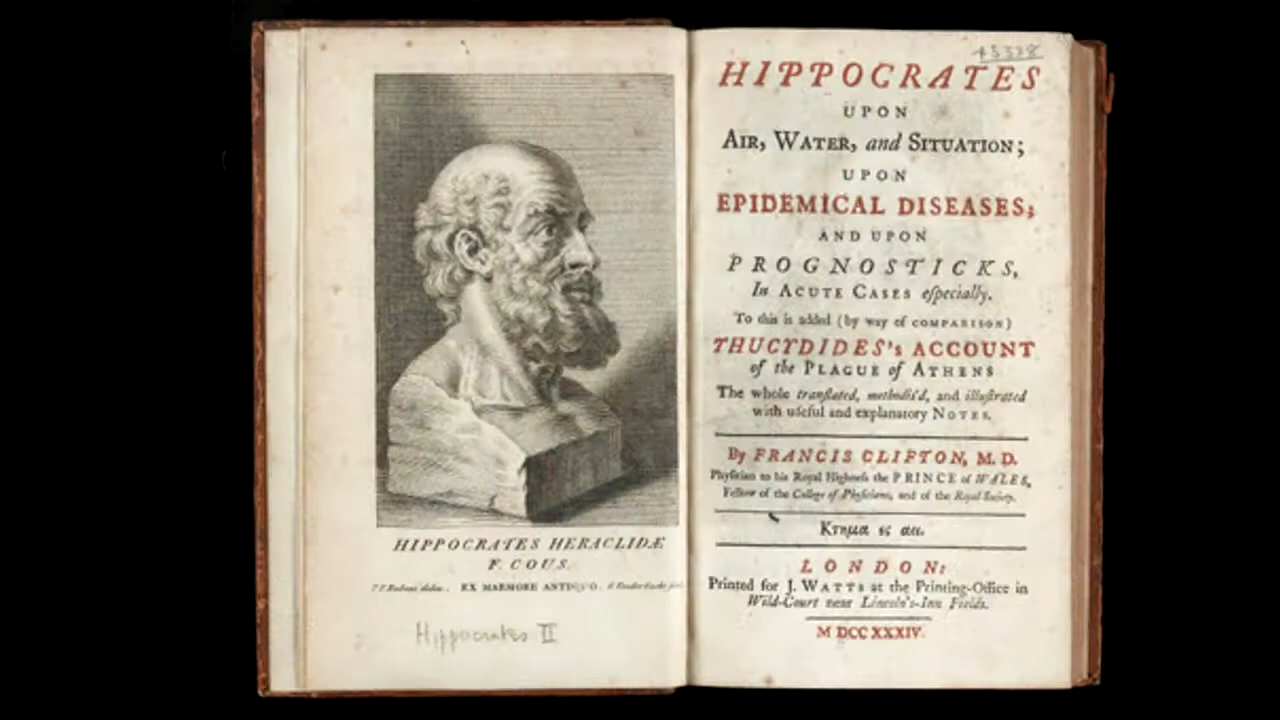 HIPPOCRATES HERACLIDÆ
F. COUS.
EX MARMORE ANTIQUO.
Hippocrates II
45338
HIPPOCRATES
UPON
AIR, WATER, and SITUATION;
UPON
EPIDEMICAL DISEASES;
AND UPON
PROGNOSTICKS,
In ACUTE CASES eſpecially.
To this is added (by way of COMPARISON)
THUCYDIDES's ACCOUNT
of the PLAGUE of ATHENS
The whole tranſlated, methodis'd, and illuſtrated
with uſeful and explanatory NOTES.
By FRANCIS CLIFTON, M. D.
Phyſician to his Royal Highneſs the PRINCE of WALES,
Fellow of the College of Phyſicians, and of the Royal Society.
Κτημα ες αει.
LONDON:
Printed for J. WATTS at the Printing-Office in
Wild-Court near Lincoln's-Inn Fields.
M DCC XXXIV.